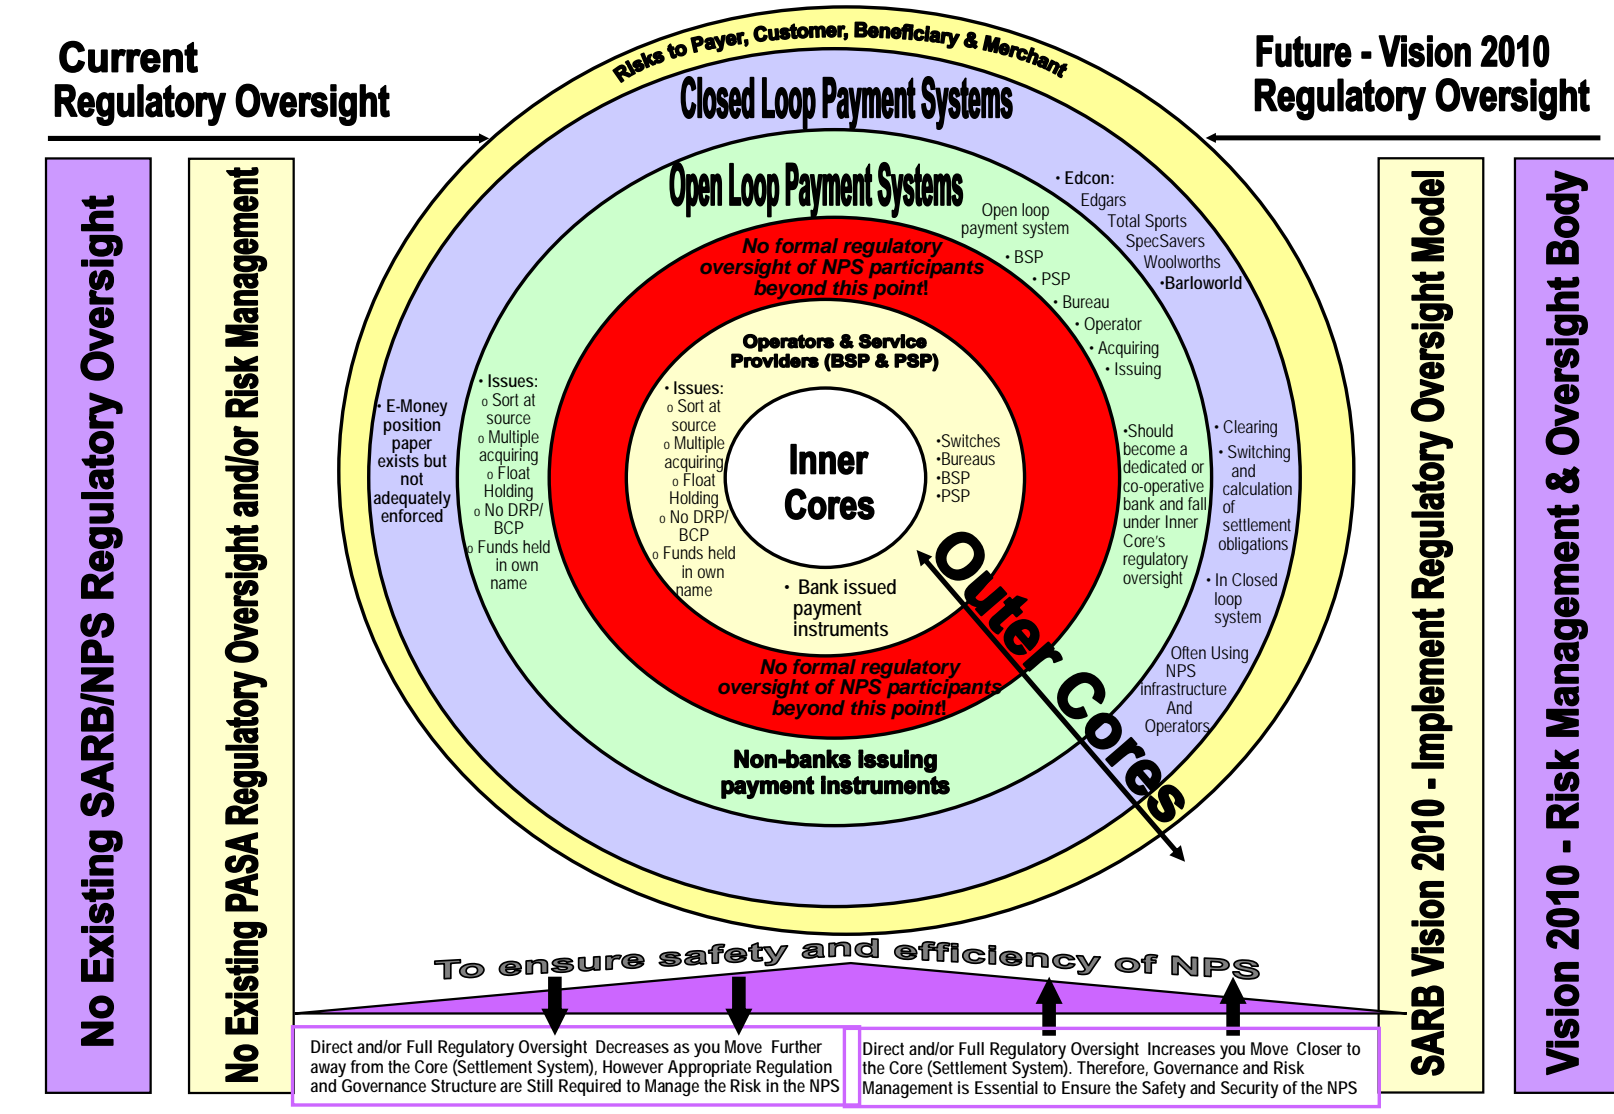 Current
Regulatory Oversight
Future - Vision 2010
Regulatory Oversight
No Existing SARB/NPS Regulatory Oversight
No Existing PASA Regulatory Oversight and/or Risk Management
Risks to Payer, Customer, Beneficiary & Merchant
Closed Loop Payment Systems
Open Loop Payment Systems
No formal regulatory
oversight of NPS participants
beyond this point!
Operators & Service
Providers (BSP & PSP)
Inner
Cores
• E-Money
position
paper
exists but
not
adequately
enforced
• Issues:
o Sort at
source
o Multiple
acquiring
o Float
Holding
o No DRP/
BCP
o Funds held
in own
name
• Issues:
o Sort at
source
o Multiple
acquiring
o Float
Holding
o No DRP/
BCP
o Funds held
in own
name
•Switches
•Bureaus
•BSP
•PSP
• Bank issued
payment
instruments
No formal regulatory
oversight of NPS participants
beyond this point!
Non-banks issuing
payment instruments
Open loop
payment system
• BSP
• PSP
• Bureau
• Operator
• Acquiring
• Issuing
•Should
become a
dedicated or
co-operative
bank and fall
under Inner
Core's
regulatory
oversight
• Edcon:
Edgars
Total Sports
SpecSavers
Woolworths
•Barloworld
• Clearing
• Switching
and
calculation
of
settlement
obligations
• In Closed
loop
system
Often Using
NPS
infrastructure
And
Operators
Outer Cores
SARB Vision 2010 - Implement Regulatory Oversight Model
Vision 2010 - Risk Management & Oversight Body
To ensure safety and efficiency of NPS
Direct and/or Full Regulatory Oversight Decreases as you Move Further
away from the Core (Settlement System), However Appropriate Regulation
and Governance Structure are Still Required to Manage the Risk in the NPS
Direct and/or Full Regulatory Oversight Increases you Move Closer to
the Core (Settlement System). Therefore, Governance and Risk
Management is Essential to Ensure the Safety and Security of the NPS